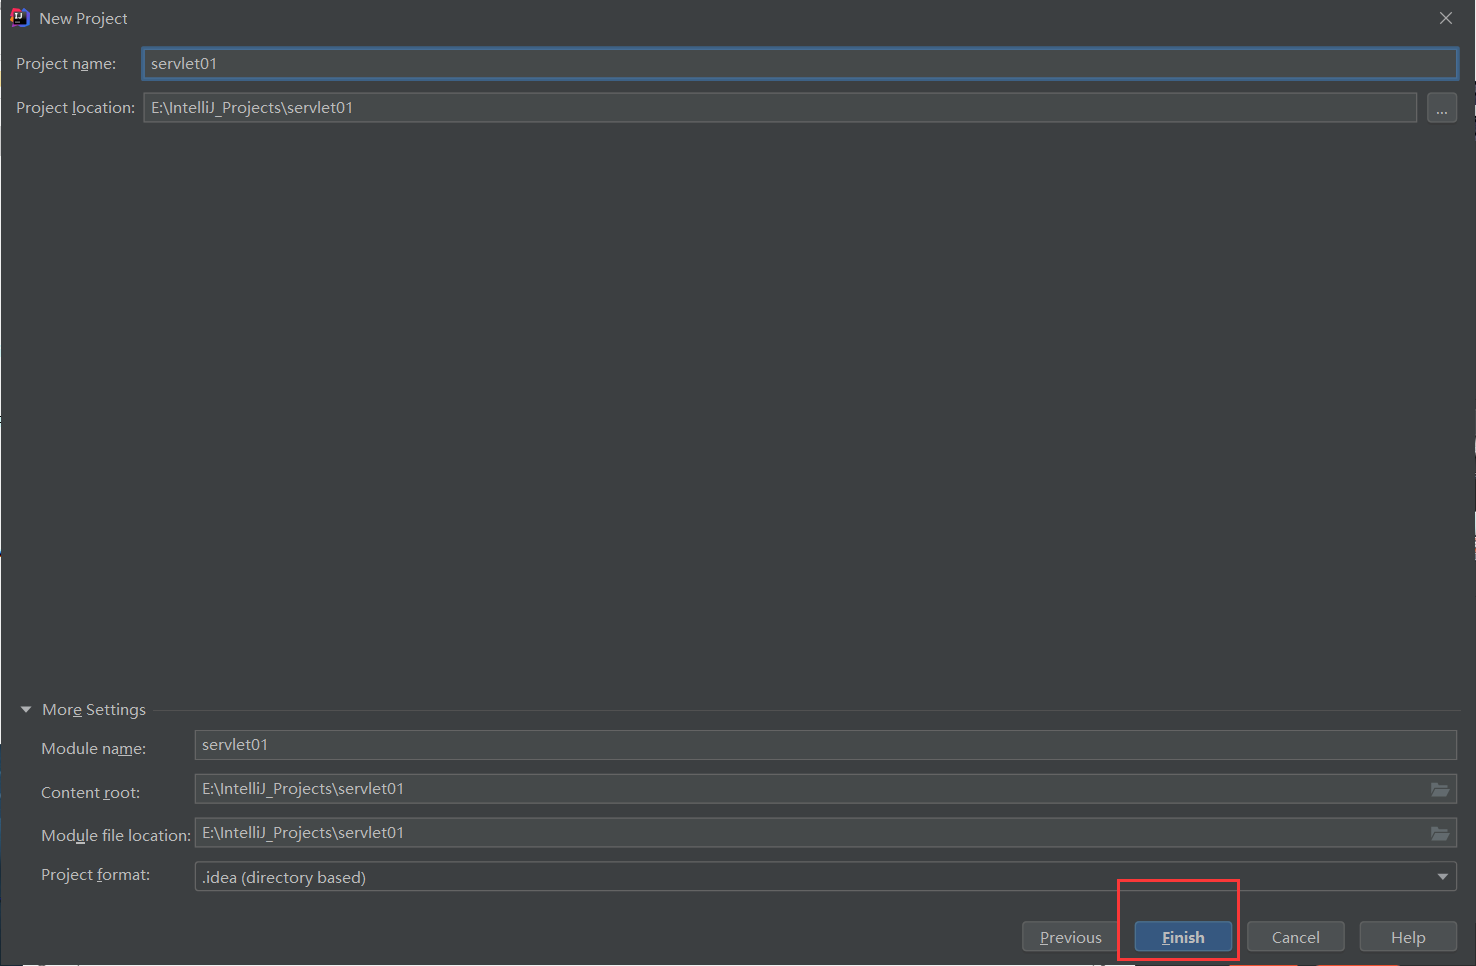 New Project
Project name: servlet01
Project location: E:\IntelliJ_Projects\servlet01 ...
More Settings
Module name: servlet01
Content root: E:\IntelliJ_Projects\servlet01
Module file location: E:\IntelliJ_Projects\servlet01
Project format: .idea (directory based)
Previous Finish Cancel Help